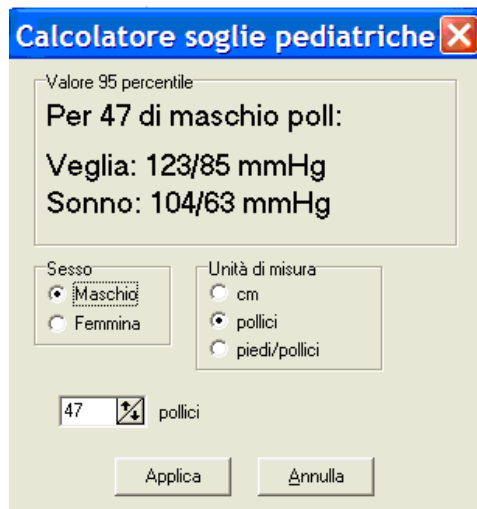 Calcolatore soglie pediatriche
Valore 95 percentile
Per 47 di maschio poll:
Veglia: 123/85 mmHg
Sonno: 104/63 mmHg
Sesso
Maschio
Femmina
Unità di misura
cm
pollici
piedi/pollici
47 pollici
Applica Annulla